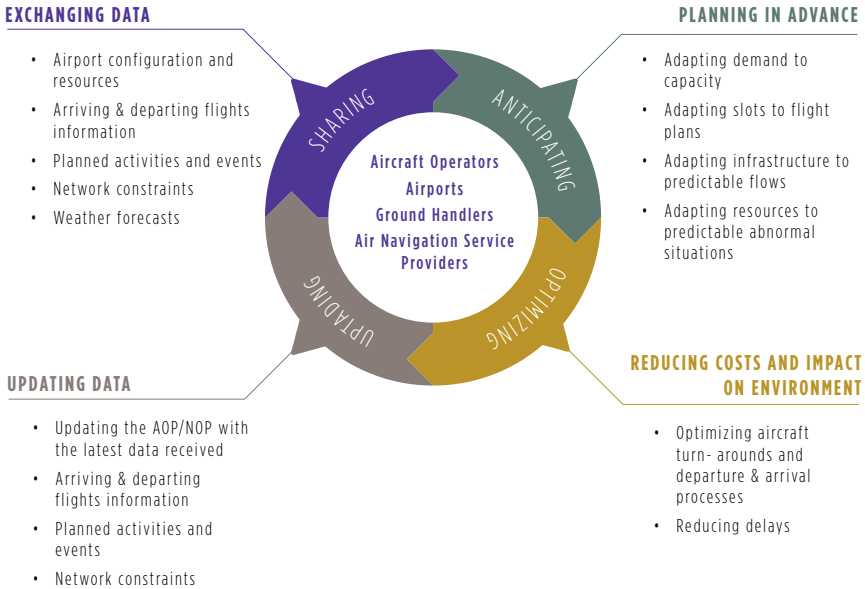 EXCHANGING DATA
• Airport configuration and
resources
• Arriving & departing flights
information
• Planned activities and events
• Network constraints
• Weather forecasts
PLANNING IN ADVANCE
• Adapting demand to
capacity
• Adapting slots to flight
plans
• Adapting infrastructure to
predictable flows
• Adapting resources to
predictable abnormal
situations
SHARING
ANTICIPATING
Aircraft Operators
Airports
Ground Handlers
Air Navigation Service
Providers
UPTADING
OPTIMIZING
UPDATING DATA
• Updating the AOP/NOP with
the latest data received
• Arriving & departing
flights information
• Planned activities and
events
• Network constraints
REDUCING COSTS AND IMPACT
ON ENVIRONMENT
• Optimizing aircraft
turn- arounds and
departure & arrival
processes
• Reducing delays